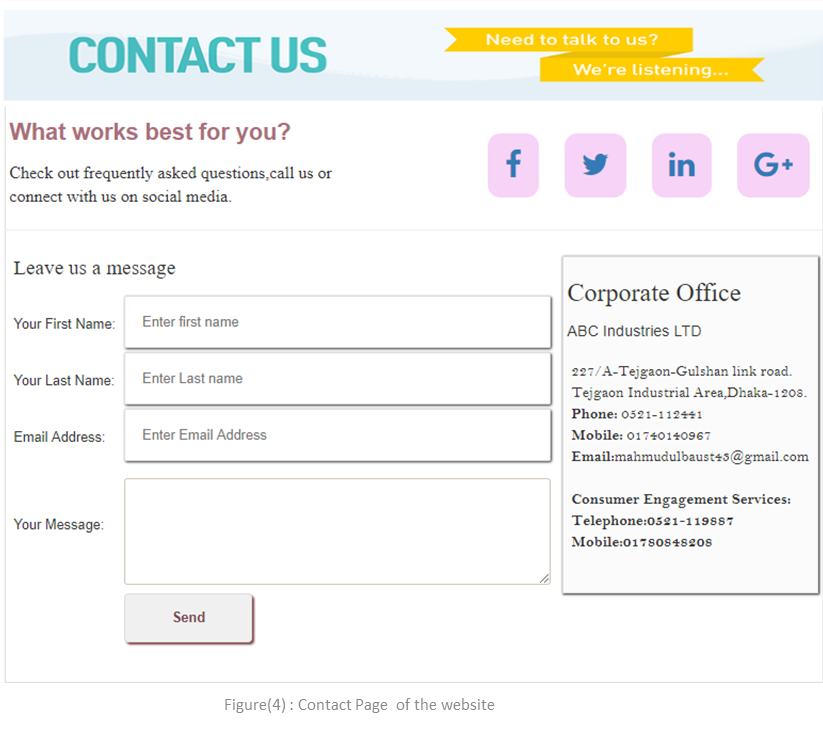 CONTACT US
Need to talk to us?
We're listening...
What works best for you?
Check out frequently asked questions,call us or
connect with us on social media.
f
in
G+
Leave us a message
Your First Name:
Enter first name
Your Last Name:
Enter Last name
Email Address:
Enter Email Address
Your Message:
Send
Corporate Office
ABC Industries LTD
227/A-Tejgaon-Gulshan link road.
Tejgaon Industrial Area,Dhaka-1208.
Phone: 0521-112441
Mobile: 01740140967
Email:mahmudulbaust45@gmail.com
Consumer Engagement Services:
Telephone:0521-119887
Mobile:01780848208
Figure(4) : Contact Page of the website